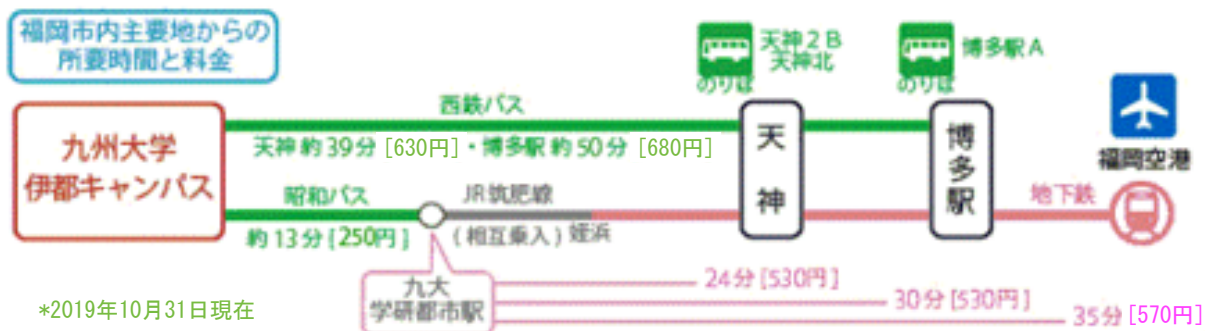 福岡市内主要地からの
所要時間と料金
天神2B
天神北
のりば
博多駅A
のりば
西鉄バス
九州大学
伊都キャンパス
天神 約39分 [630円]・博多駅 約50分 [680円]
天神
博多駅
福岡空港
昭和バス
JR筑肥線
地下鉄
約13分 [250円]
(相互乗入)
姪浜
九大
学研都市駅
24分 [530円]
30分 [530円]
35分 [570円]
*2019年10月31日現在